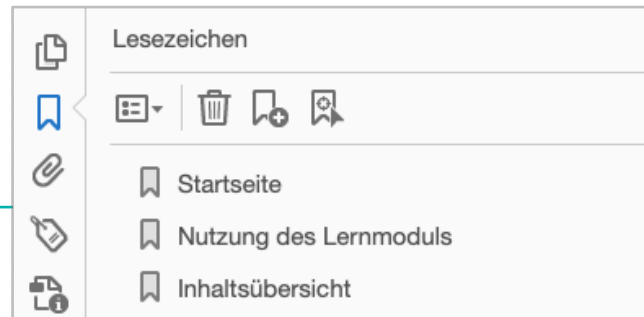 Lesezeichen
Startseite
Nutzung des Lernmoduls
Inhaltsübersicht